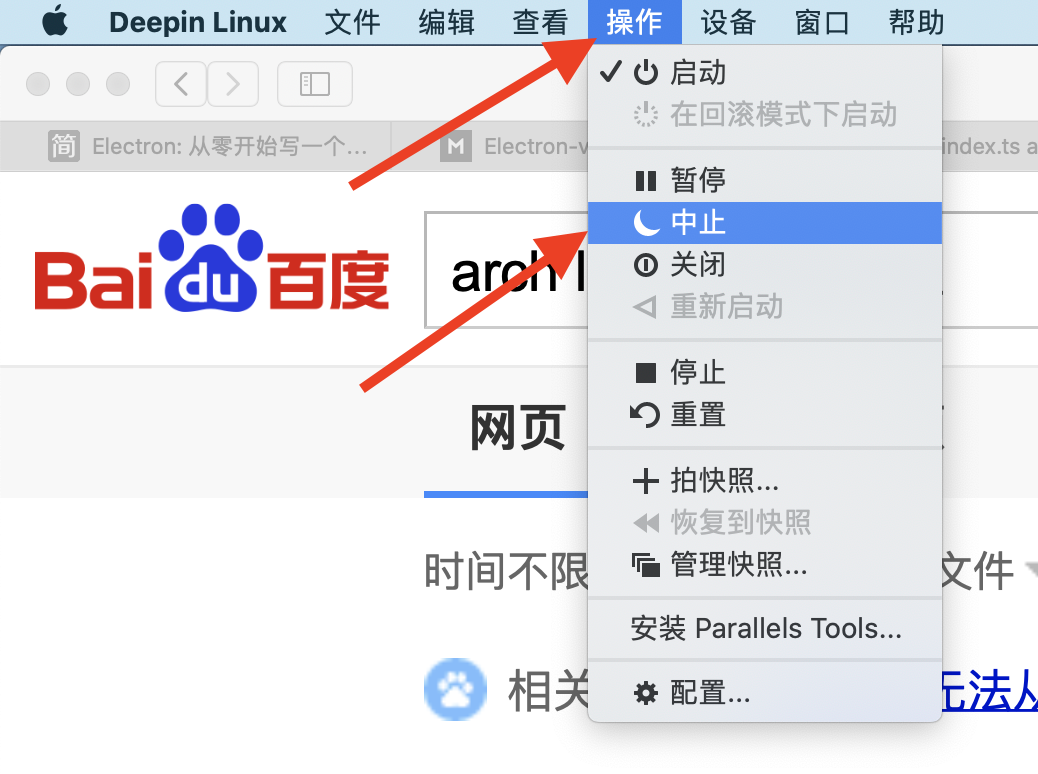 Deepin Linux 文件 编辑 查看 操作 设备 窗口 帮助
启动
在回滚模式下启动
简 Electron: 从零开始写一个... M Electron-v index.ts a
暂停
中止
Bai du 百度 arch l
关闭
重新启动
停止
网页 重置
拍快照...
恢复到快照
时间不限 管理快照... 文件
安装 Parallels Tools...
相关 配置... 无法从